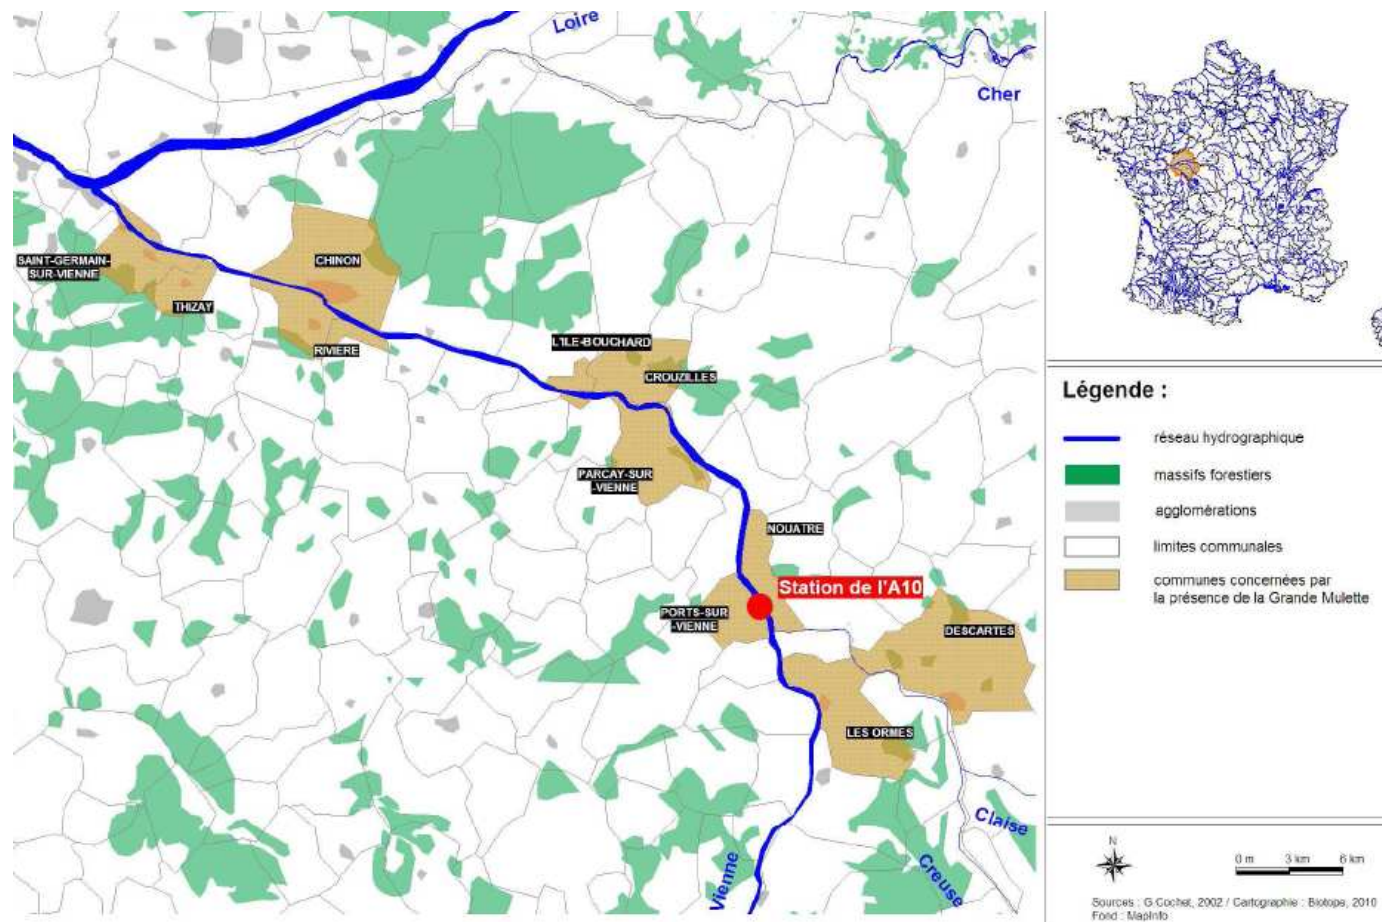 Loire
Cher
SAINT-GERMAIN-
SUR-VIENNE
CHINON
THIZAY
RIVIERE
L'ILE-BOUCHARD
CROUZILLES
PARCAY-SUR
-VIENNE
NOUATRE
Station de l'A10
PORTS-SUR
-VIENNE
DESCARTES
LES ORMES
Claise
Creuse
Vienne
Légende :
réseau hydrographique
massifs forestiers
agglomérations
limites communales
communes concernées par
la présence de la Grande Mulette
N
0 m 3 km 6 km
Sources : G.Cochet, 2002 / Cartographie : Biotope, 2010
Fond : MapInfo